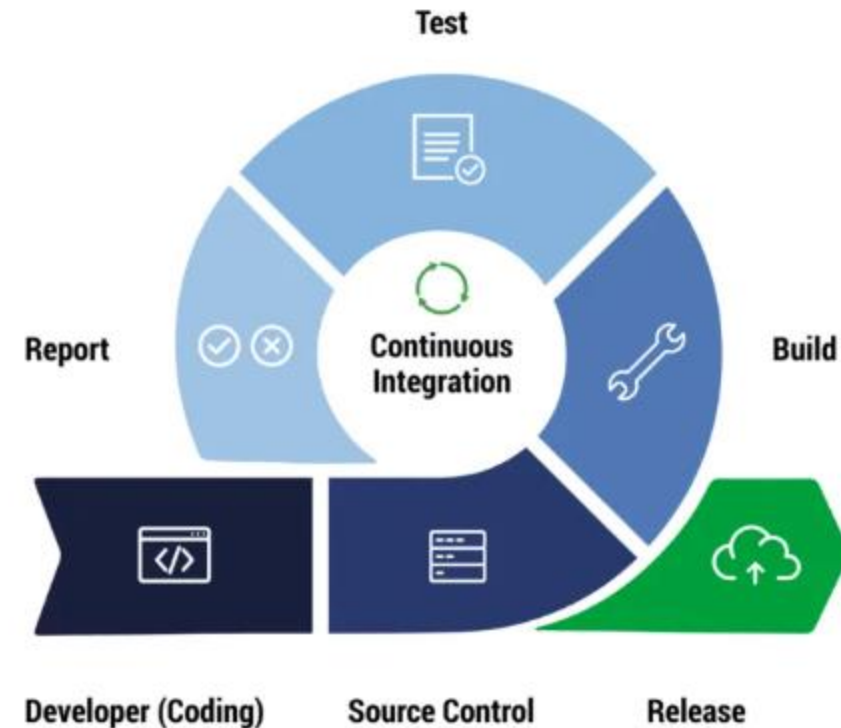 Test
Report
Continuous
Integration
Build
</>
Developer (Coding)
Source Control
Release